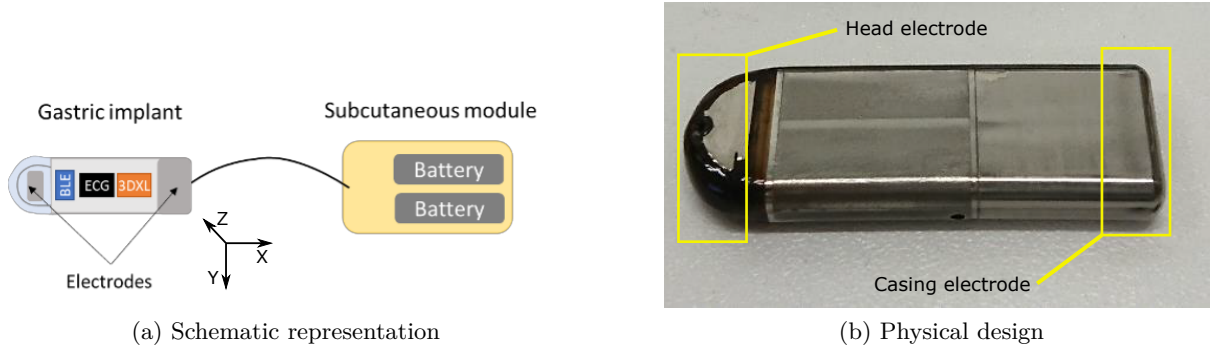 Gastric implant
Subcutaneous module
BLE
ECG
3DXL
Battery
Battery
Z
X
Y
Electrodes
(a) Schematic representation
Head electrode
Casing electrode
(b) Physical design